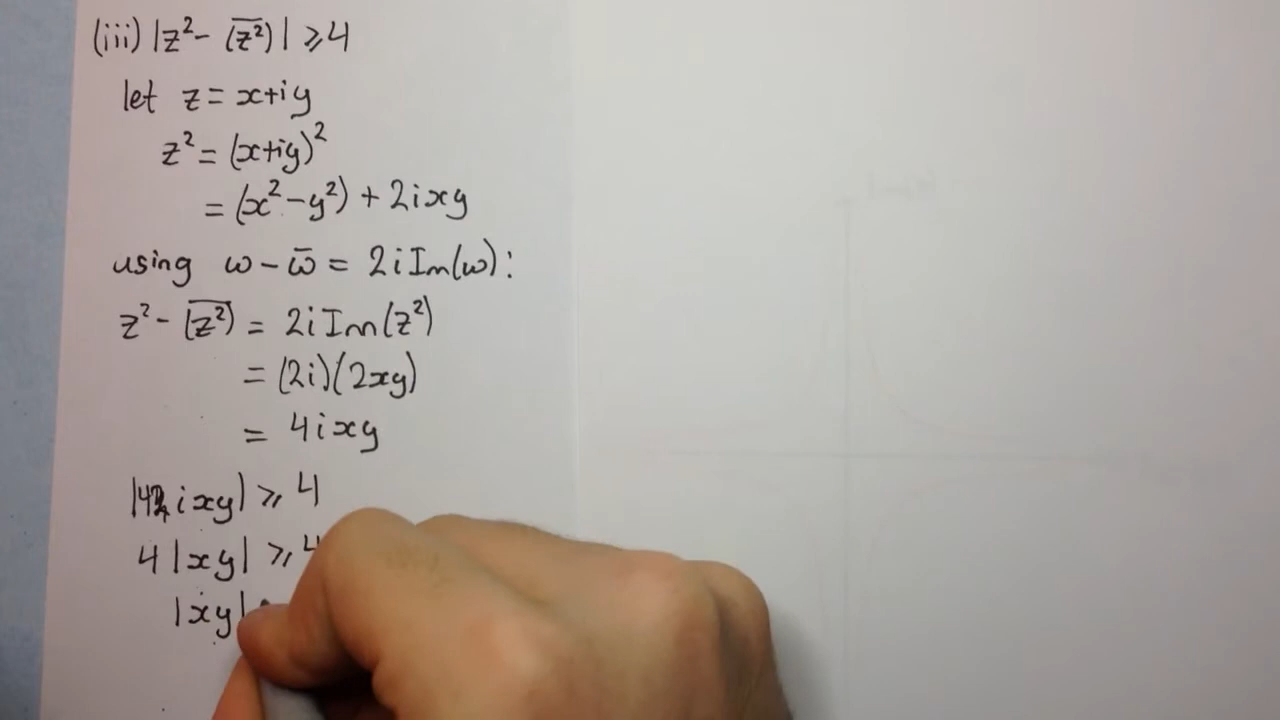 (iii) |z² - (z̅²)| ≥ 4
let z = x+iy
z² = (x+iy)²
= (x²-y²) + 2ixy
using ω - ω̅ = 2i Im(ω):
z² - (z̅²) = 2i Im(z²)
= (2i)(2xy)
= 4ixy
|4ixy| ≥ 4
4|xy| ≥ 4
|xy|